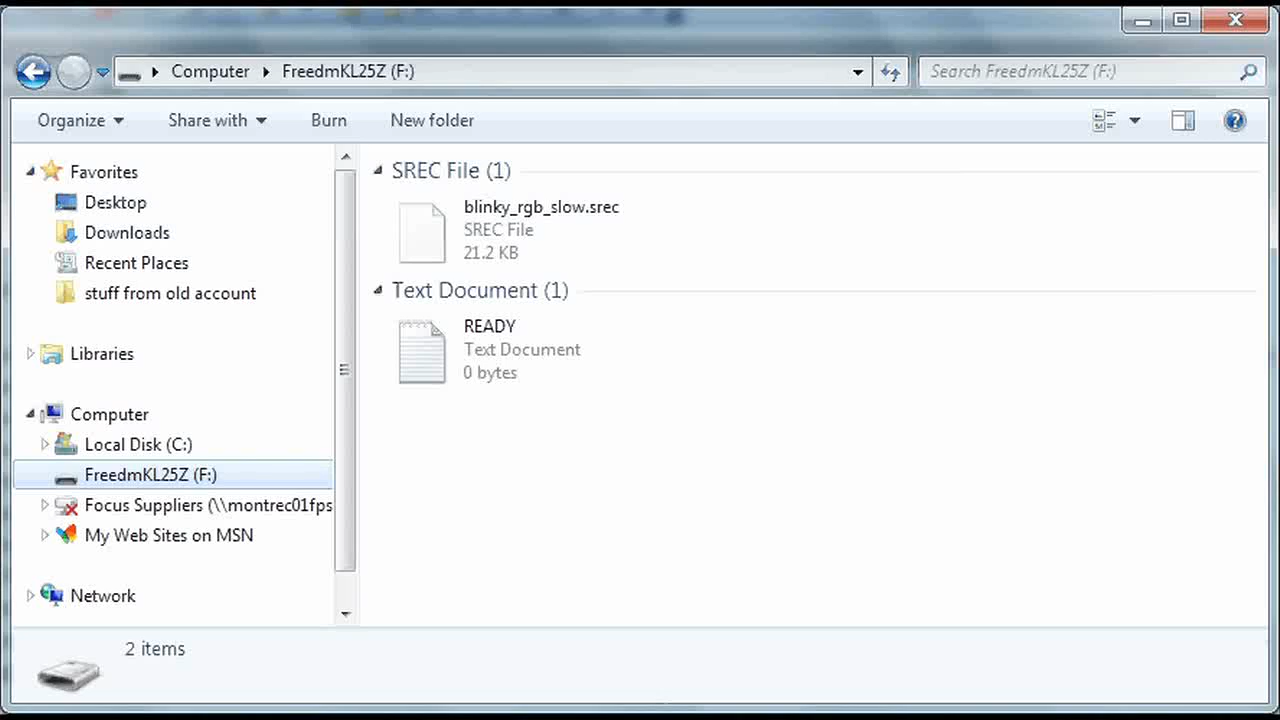 Computer FreedmKL25Z (F:)
Search FreedmKL25Z (F:)
Organize Share with Burn New folder
Favorites
Desktop
Downloads
Recent Places
stuff from old account
Libraries
Computer
Local Disk (C:)
FreedmKL25Z (F:)
Focus Suppliers (\\montrec01fps
My Web Sites on MSN
Network
SREC File (1)
blinky_rgb_slow.srec
SREC File
21.2 KB
Text Document (1)
READY
Text Document
0 bytes
2 items